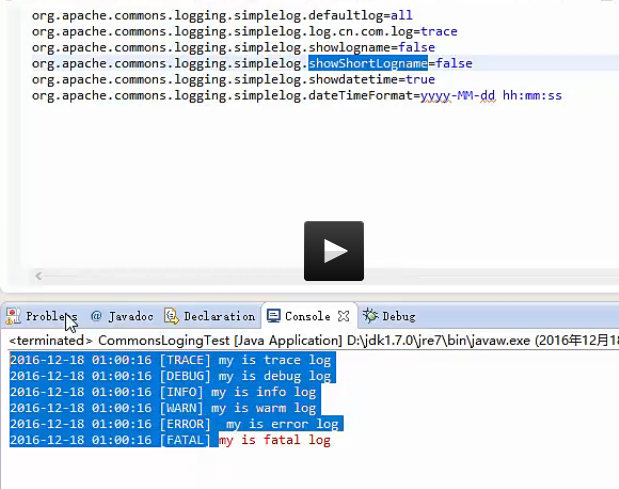 org.apache.commons.logging.simplelog.defaultlog=all
org.apache.commons.logging.simplelog.log.cn.com.log=trace
org.apache.commons.logging.simplelog.showlogname=false
org.apache.commons.logging.simplelog.showShortLogname=false
org.apache.commons.logging.simplelog.showdatetime=true
org.apache.commons.logging.simplelog.dateTimeFormat=yyyy-MM-dd hh:mm:ss
Problems @ Javadoc Declaration Console Debug
<terminated> CommonsLogingTest [Java Application] D:\jdk1.7.0\jre7\bin\javaw.exe (2016年12月18
2016-12-18 01:00:16 [TRACE] my is trace log
2016-12-18 01:00:16 [DEBUG] my is debug log
2016-12-18 01:00:16 [INFO] my is info log
2016-12-18 01:00:16 [WARN] my is warm log
2016-12-18 01:00:16 [ERROR]  my is error log
2016-12-18 01:00:16 [FATAL] my is fatal log